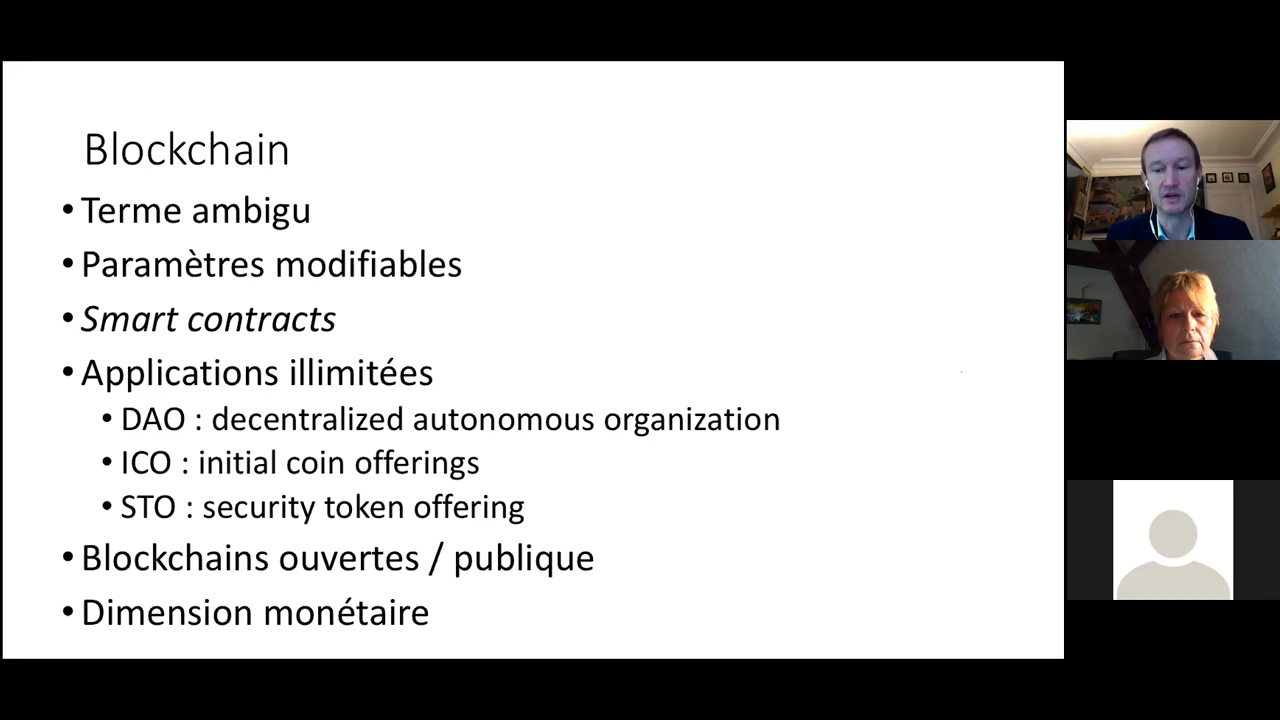 Blockchain
• Terme ambigu
• Paramètres modifiables
• Smart contracts
• Applications illimitées
• DAO : decentralized autonomous organization
• ICO : initial coin offerings
• STO : security token offering
• Blockchains ouvertes / publique
• Dimension monétaire